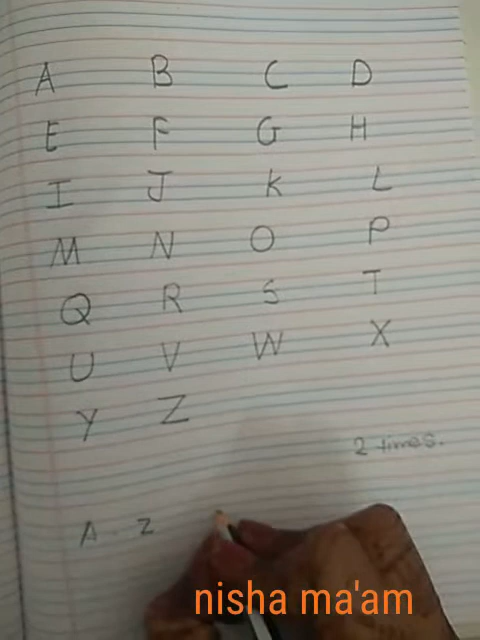 A B C D
E F G H
I J K L
M N O P
Q R S T
U V W X
Y Z
2 times.
A - Z
nisha ma'am